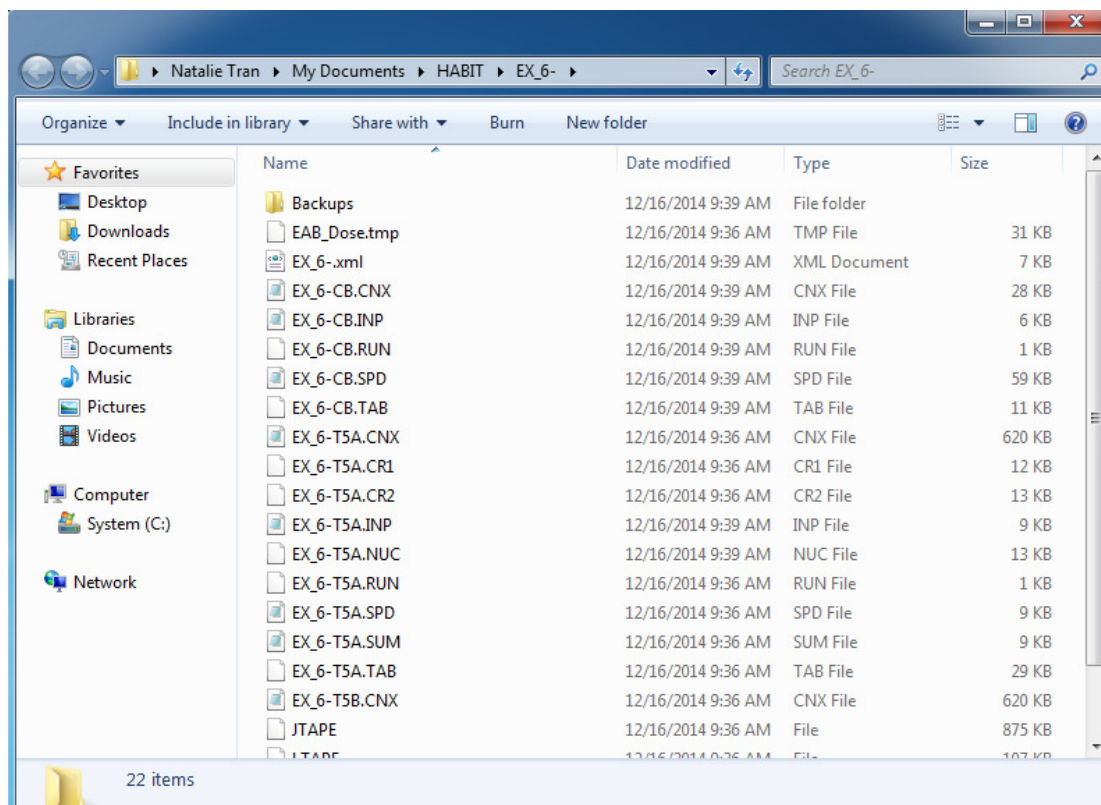 Natalie Tran ▸ My Documents ▸ HABIT ▸ EX_6- ▸ Search EX_6-
Organize Include in library Share with Burn New folder
Favorites
Desktop
Downloads
Recent Places
Libraries
Documents
Music
Pictures
Videos
Computer
System (C:)
Network
Name Date modified Type Size
Backups 12/16/2014 9:39 AM File folder
EAB_Dose.tmp 12/16/2014 9:36 AM TMP File 31 KB
EX_6-.xml 12/16/2014 9:39 AM XML Document 7 KB
EX_6-CB.CNX 12/16/2014 9:39 AM CNX File 28 KB
EX_6-CB.INP 12/16/2014 9:39 AM INP File 6 KB
EX_6-CB.RUN 12/16/2014 9:39 AM RUN File 1 KB
EX_6-CB.SPD 12/16/2014 9:39 AM SPD File 59 KB
EX_6-CB.TAB 12/16/2014 9:39 AM TAB File 11 KB
EX_6-T5A.CNX 12/16/2014 9:36 AM CNX File 620 KB
EX_6-T5A.CR1 12/16/2014 9:36 AM CR1 File 12 KB
EX_6-T5A.CR2 12/16/2014 9:36 AM CR2 File 13 KB
EX_6-T5A.INP 12/16/2014 9:39 AM INP File 9 KB
EX_6-T5A.NUC 12/16/2014 9:39 AM NUC File 13 KB
EX_6-T5A.RUN 12/16/2014 9:36 AM RUN File 1 KB
EX_6-T5A.SPD 12/16/2014 9:36 AM SPD File 9 KB
EX_6-T5A.SUM 12/16/2014 9:36 AM SUM File 9 KB
EX_6-T5A.TAB 12/16/2014 9:36 AM TAB File 29 KB
EX_6-T5B.CNX 12/16/2014 9:36 AM CNX File 620 KB
JTAPE 12/16/2014 9:36 AM File 875 KB
22 items